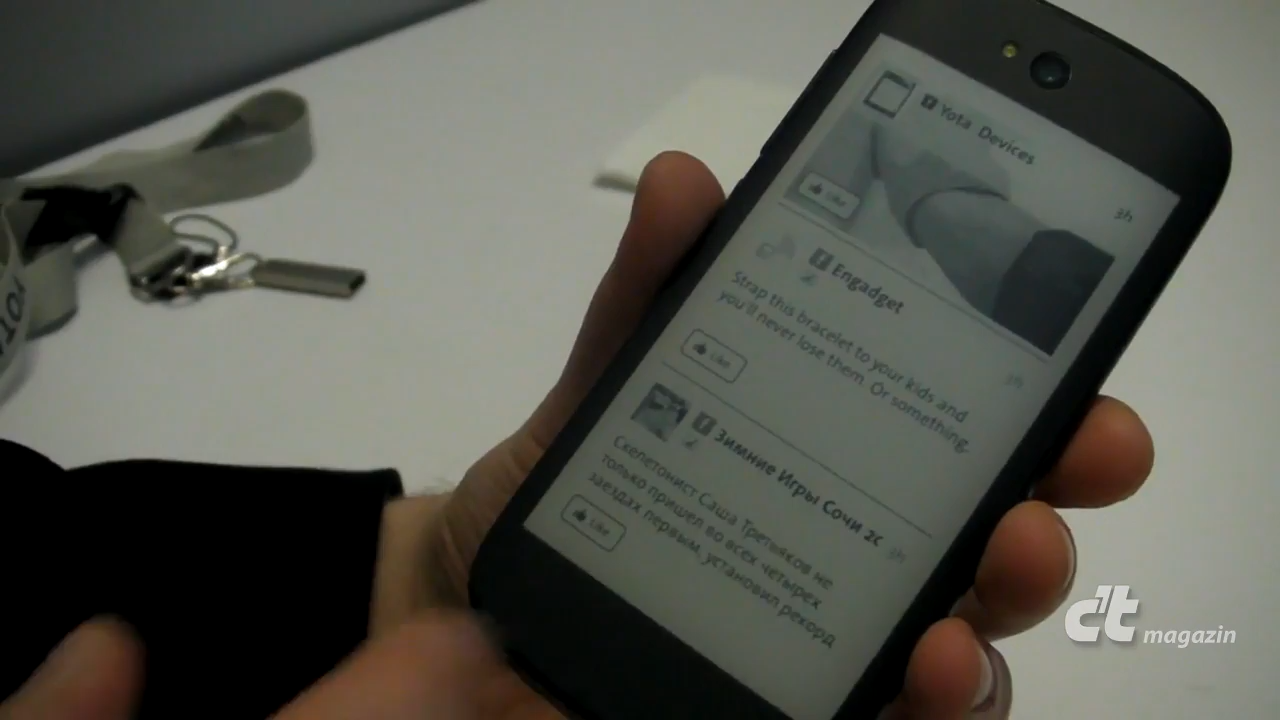 Yota Devices
3h
Like
Engadget
3h
Strap this bracelet to your kids and
you'll never lose them. Or something.
Like
Зимние Игры Сочи 20
3h
Скелетонист Саша Третьяков не
только пришел во всех четырех
заездах первым, установил рекорд
Like
c't magazin